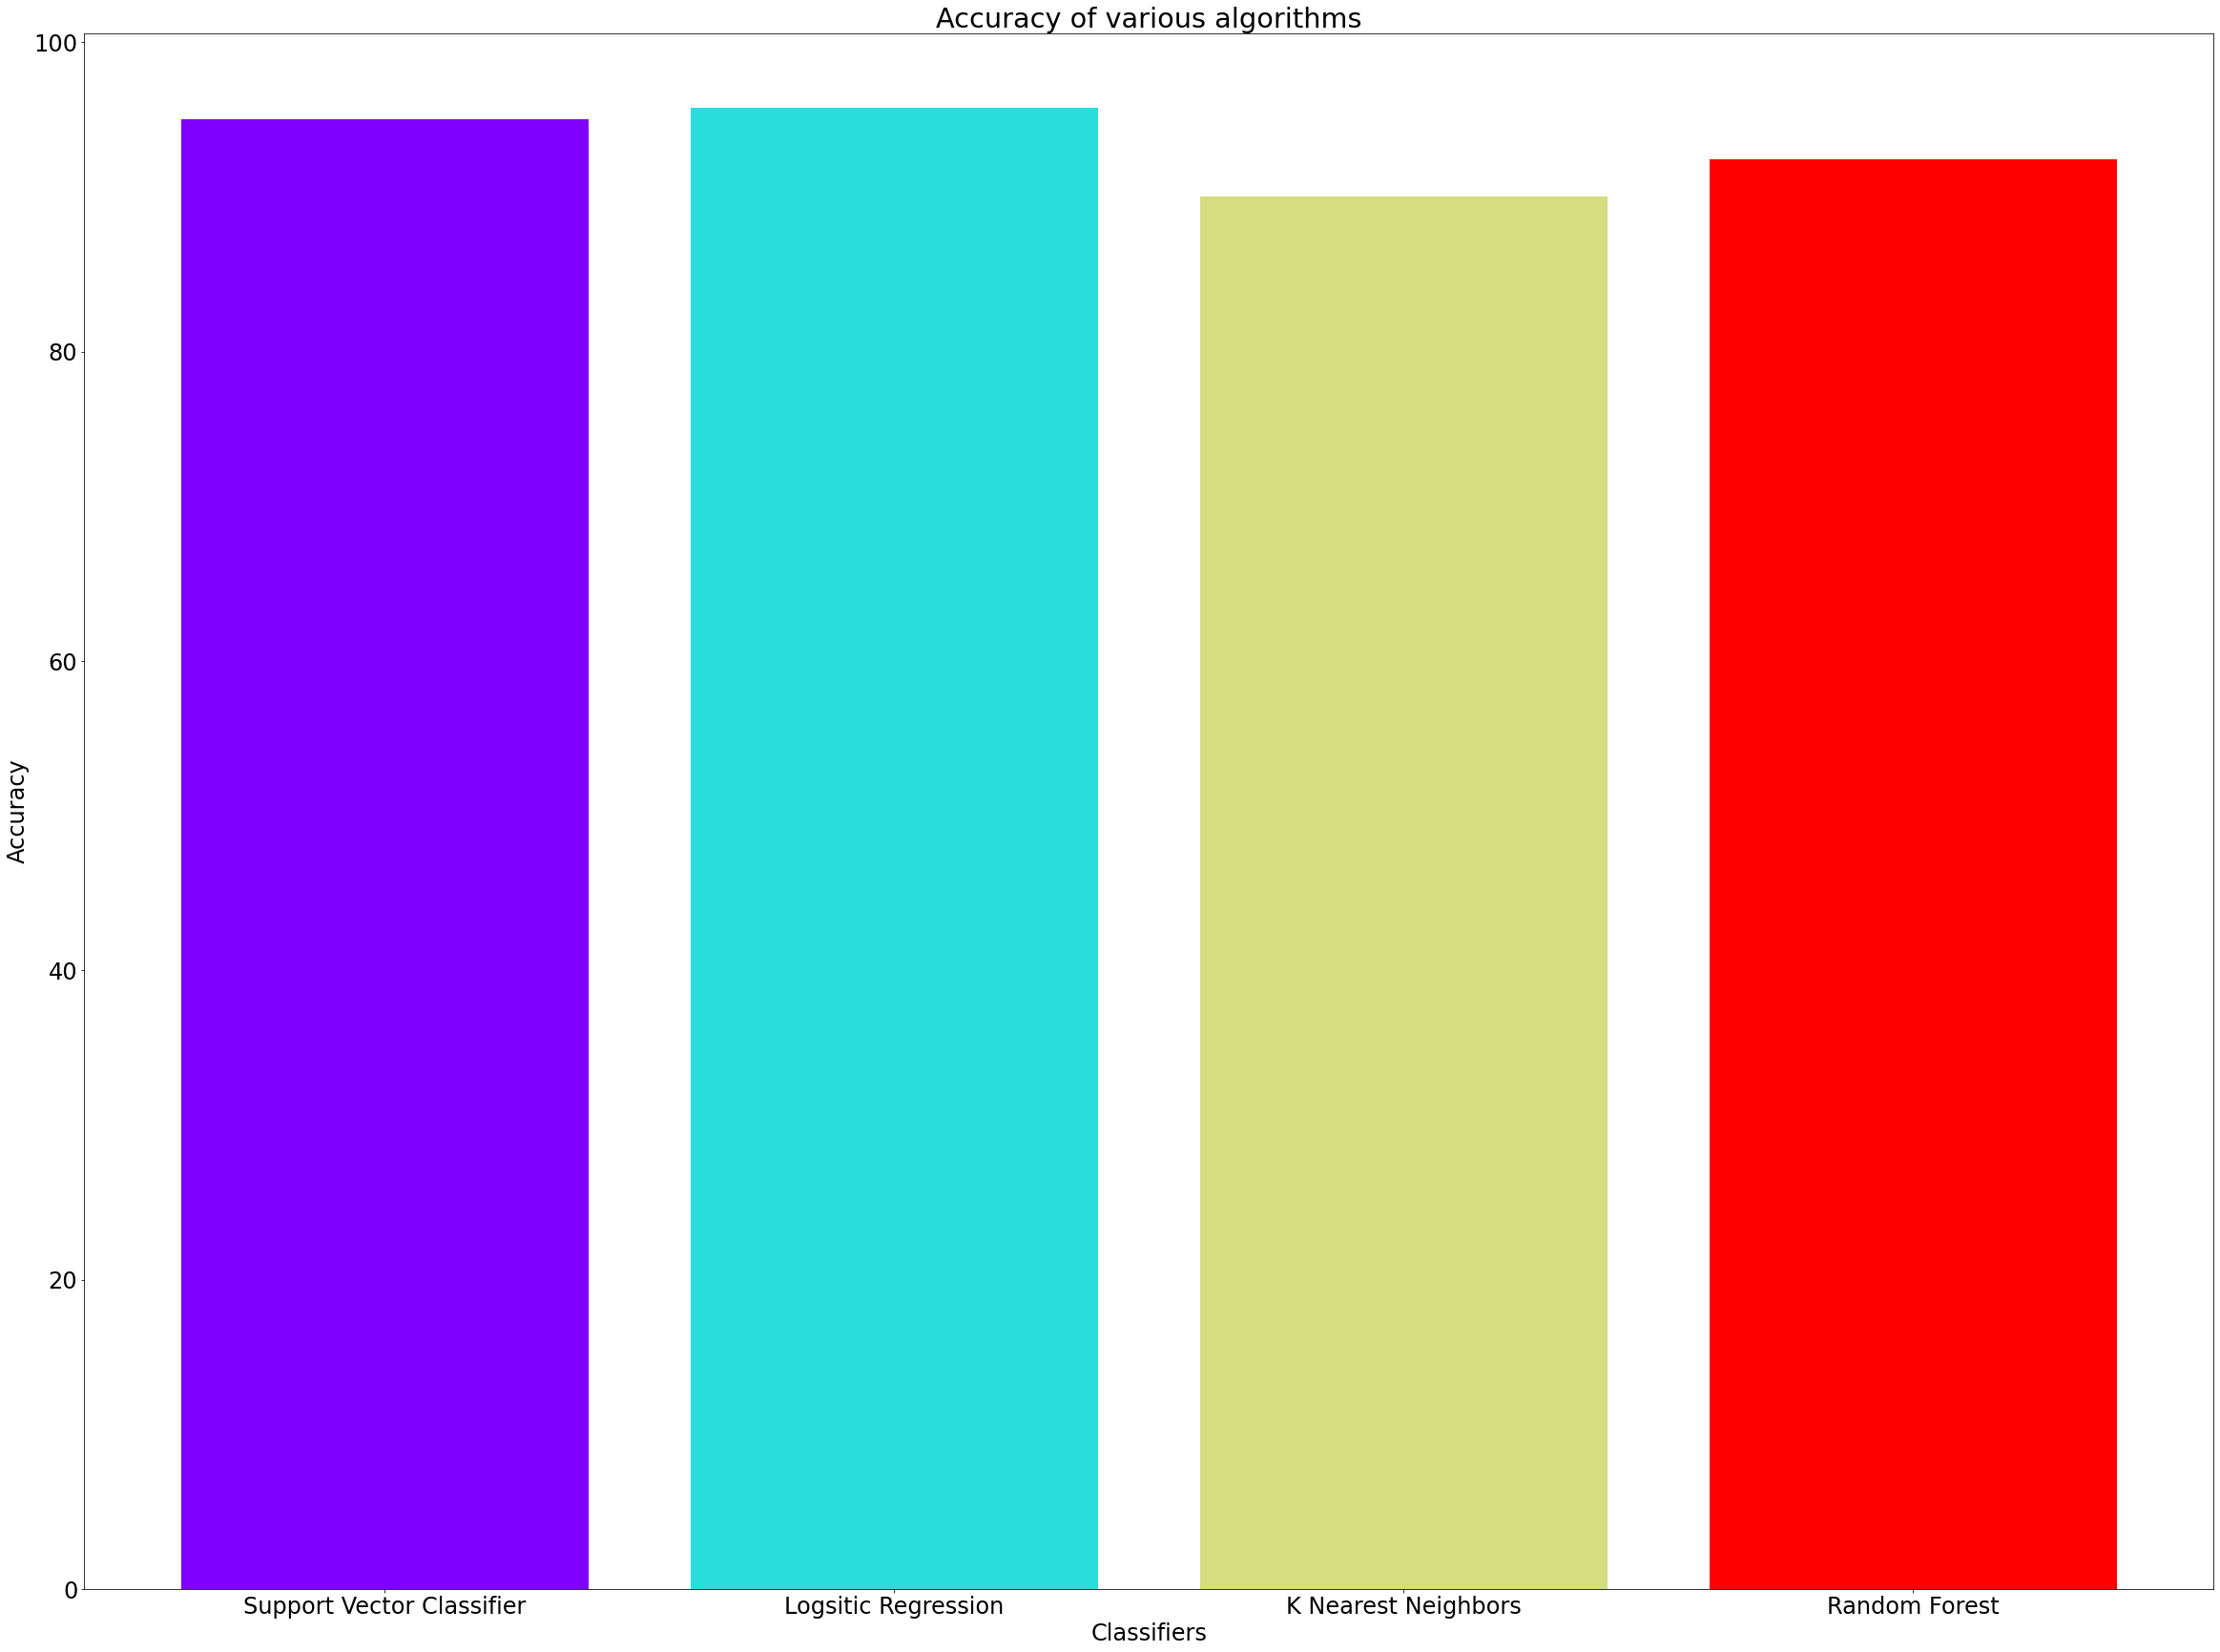 Accuracy of various algorithms
100
80
60
40
20
0
Accuracy
Support Vector Classifier
Logsitic Regression
K Nearest Neighbors
Random Forest
Classifiers